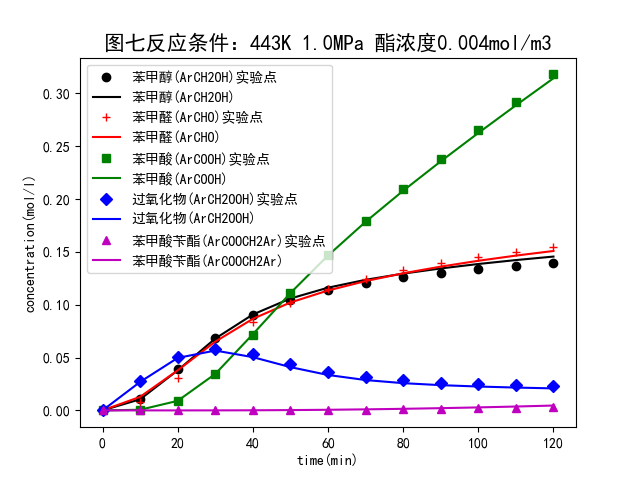 图七反应条件：443K 1.0MPa 酯浓度0.004mol/m3
苯甲醇(ArCH2OH)实验点
苯甲醇(ArCH2OH)
苯甲醛(ArCHO)实验点
苯甲醛(ArCHO)
苯甲酸(ArCOOH)实验点
苯甲酸(ArCOOH)
过氧化物(ArCH2OOH)实验点
过氧化物(ArCH2OOH)
苯甲酸苄酯(ArCOOCH2Ar)实验点
苯甲酸苄酯(ArCOOCH2Ar)
concentration(mol/l)
0.30
0.25
0.20
0.15
0.10
0.05
0.00
0 20 40 60 80 100 120
time(min)